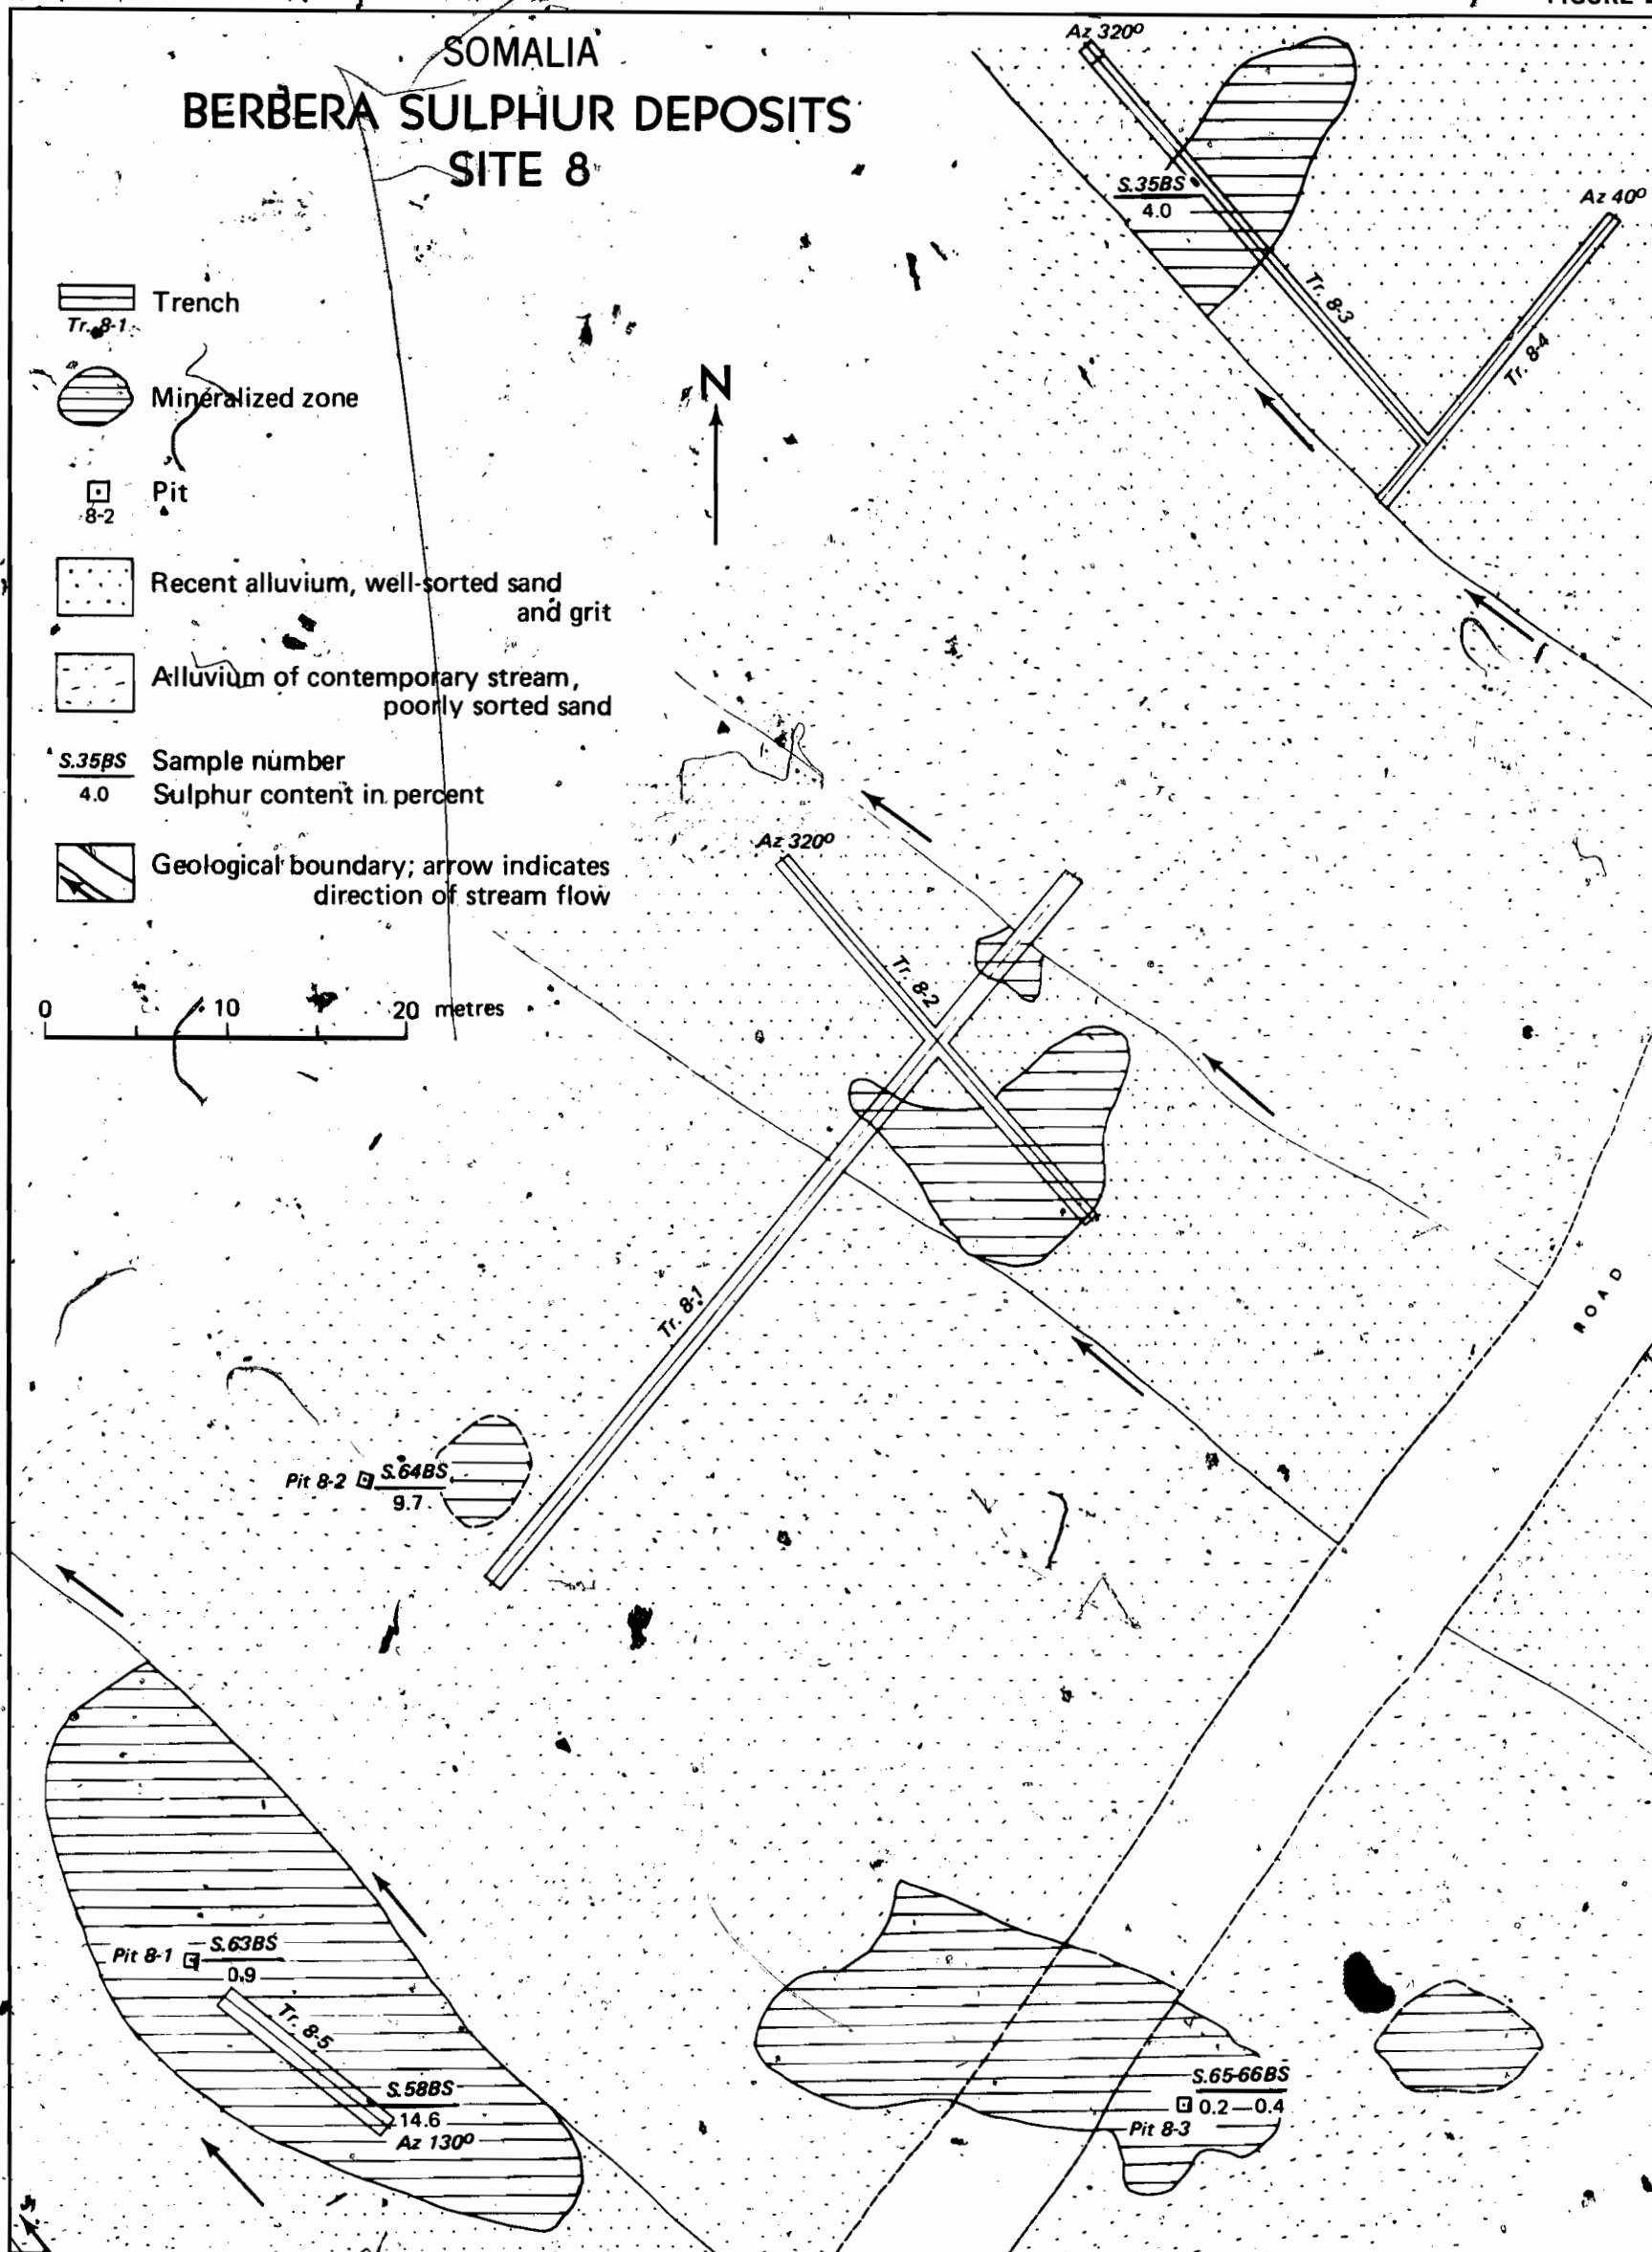 SOMALIA
BERBERA SULPHUR DEPOSITS
SITE 8
Tr. 8-1
Trench
Mineralized zone
8-2
Pit
Recent alluvium, well-sorted sand
and grit
Alluvium of contemporary stream,
poorly sorted sand
S.35BS
4.0
Sample number
Sulphur content in percent
Geological boundary; arrow indicates
direction of stream flow
0 10 20 metres
N
Az 320º
S.35BS
4.0
Tr. 8-3
Az 40º
Tr. 8-4
Az 320º
Tr. 8-2
Tr. 8-1
ROAD
Pit 8-2
S.64BS
9.7
Pit 8-1
S.63BS
0.9
Tr. 8-5
S.58BS
14.6
Az 130º
S.65-66BS
0.2—0.4
Pit 8-3